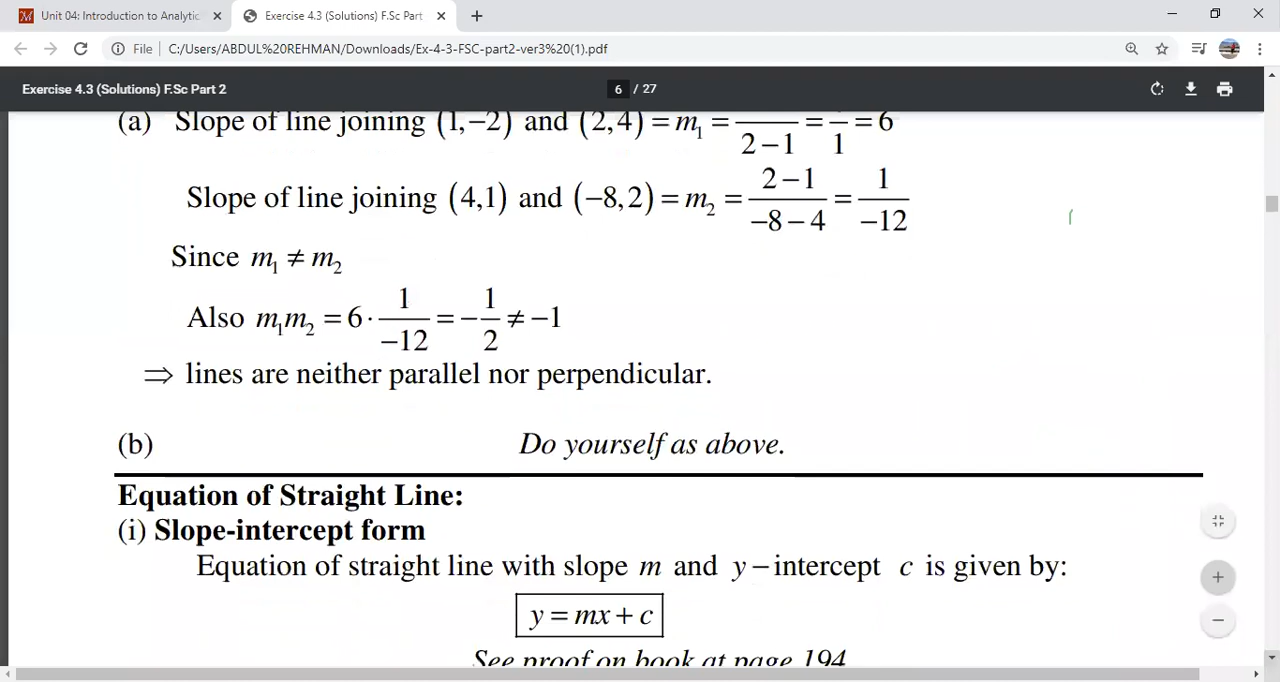 Unit 04: Introduction to Analytic
Exercise 4.3 (Solutions) F.Sc Part
File C:/Users/ABDUL%20REHMAN/Downloads/Ex-4-3-FSC-part2-ver3%20(1).pdf
Exercise 4.3 (Solutions) F.Sc Part 2
6 / 27
(a) Slope of line joining (1,−2) and (2,4) = m₁ = /(2−1) = /1 = 6
Slope of line joining (4,1) and (−8,2) = m₂ = (2−1)/(−8−4) = 1/(−12)
Since m₁ ≠ m₂
Also m₁m₂ = 6 · 1/(−12) = −1/2 ≠ −1
⇒ lines are neither parallel nor perpendicular.
(b) Do yourself as above.
Equation of Straight Line:
(i) Slope-intercept form
Equation of straight line with slope m and y−intercept c is given by:
y = mx + c
See proof on book at page 194